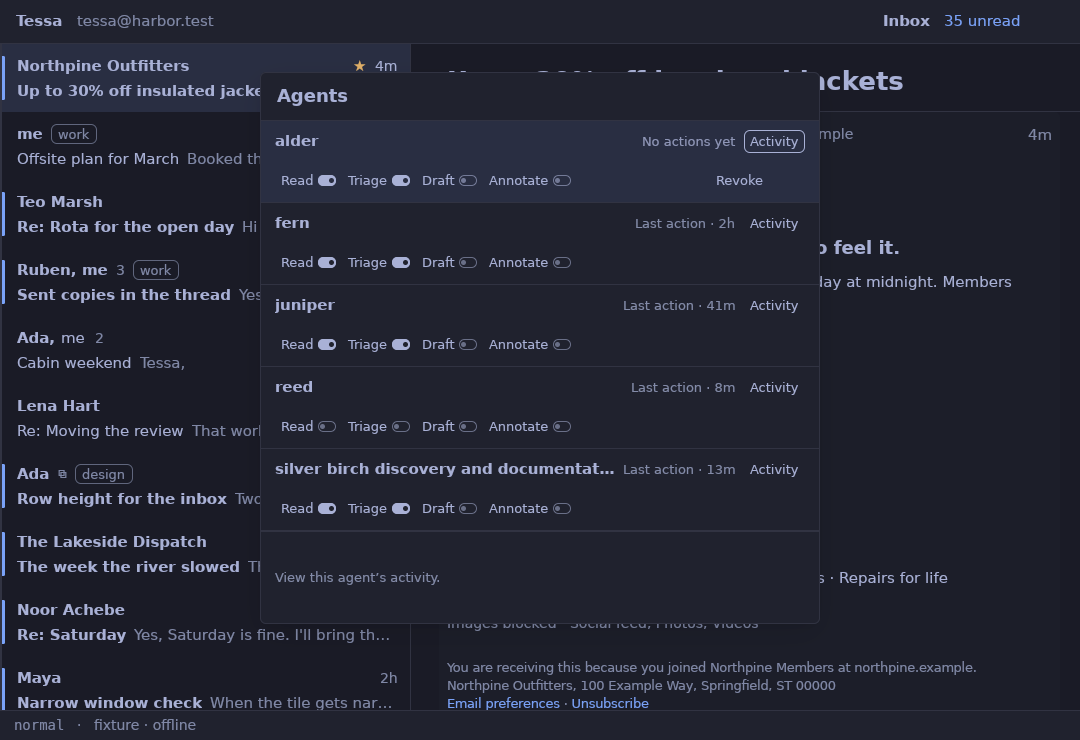 Tessa tessa@harbor.test Inbox 35 unread
Northpine Outfitters ★ 4m
Up to 30% off insulated jacke
me work
Offsite plan for March Booked th
Teo Marsh
Re: Rota for the open day Hi
Ruben, me 3 work
Sent copies in the thread Yes
Ada, me 2
Cabin weekend Tessa,
Lena Hart
Re: Moving the review That work
Ada design
Row height for the inbox Two
The Lakeside Dispatch
The week the river slowed Th
Noor Achebe
Re: Saturday Yes, Saturday is fine. I'll bring th…
Maya 2h
Narrow window check When the tile gets nar…
Agents
alder No actions yet Activity
Read Triage Draft Annotate Revoke
fern Last action · 2h Activity
Read Triage Draft Annotate
juniper Last action · 41m Activity
Read Triage Draft Annotate
reed Last action · 8m Activity
Read Triage Draft Annotate
silver birch discovery and documentat… Last action · 13m Activity
Read Triage Draft Annotate
View this agent’s activity.
jackets
mple 4m
o feel it.
day at midnight. Members
s · Repairs for life
Images blocked · Social feed, Photos, Videos
You are receiving this because you joined Northpine Members at northpine.example.
Northpine Outfitters, 100 Example Way, Springfield, ST 00000
Email preferences · Unsubscribe
normal · fixture · offline